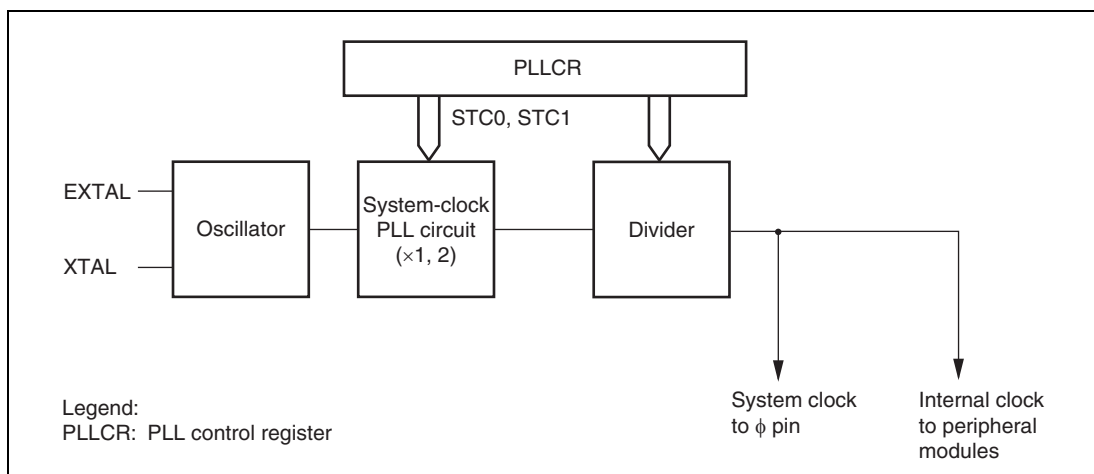 PLLCR
STC0, STC1
EXTAL
XTAL
Oscillator
System-clock
PLL circuit
(×1, 2)
Divider
System clock
to ϕ pin
Internal clock
to peripheral
modules
Legend:
PLLCR: PLL control register